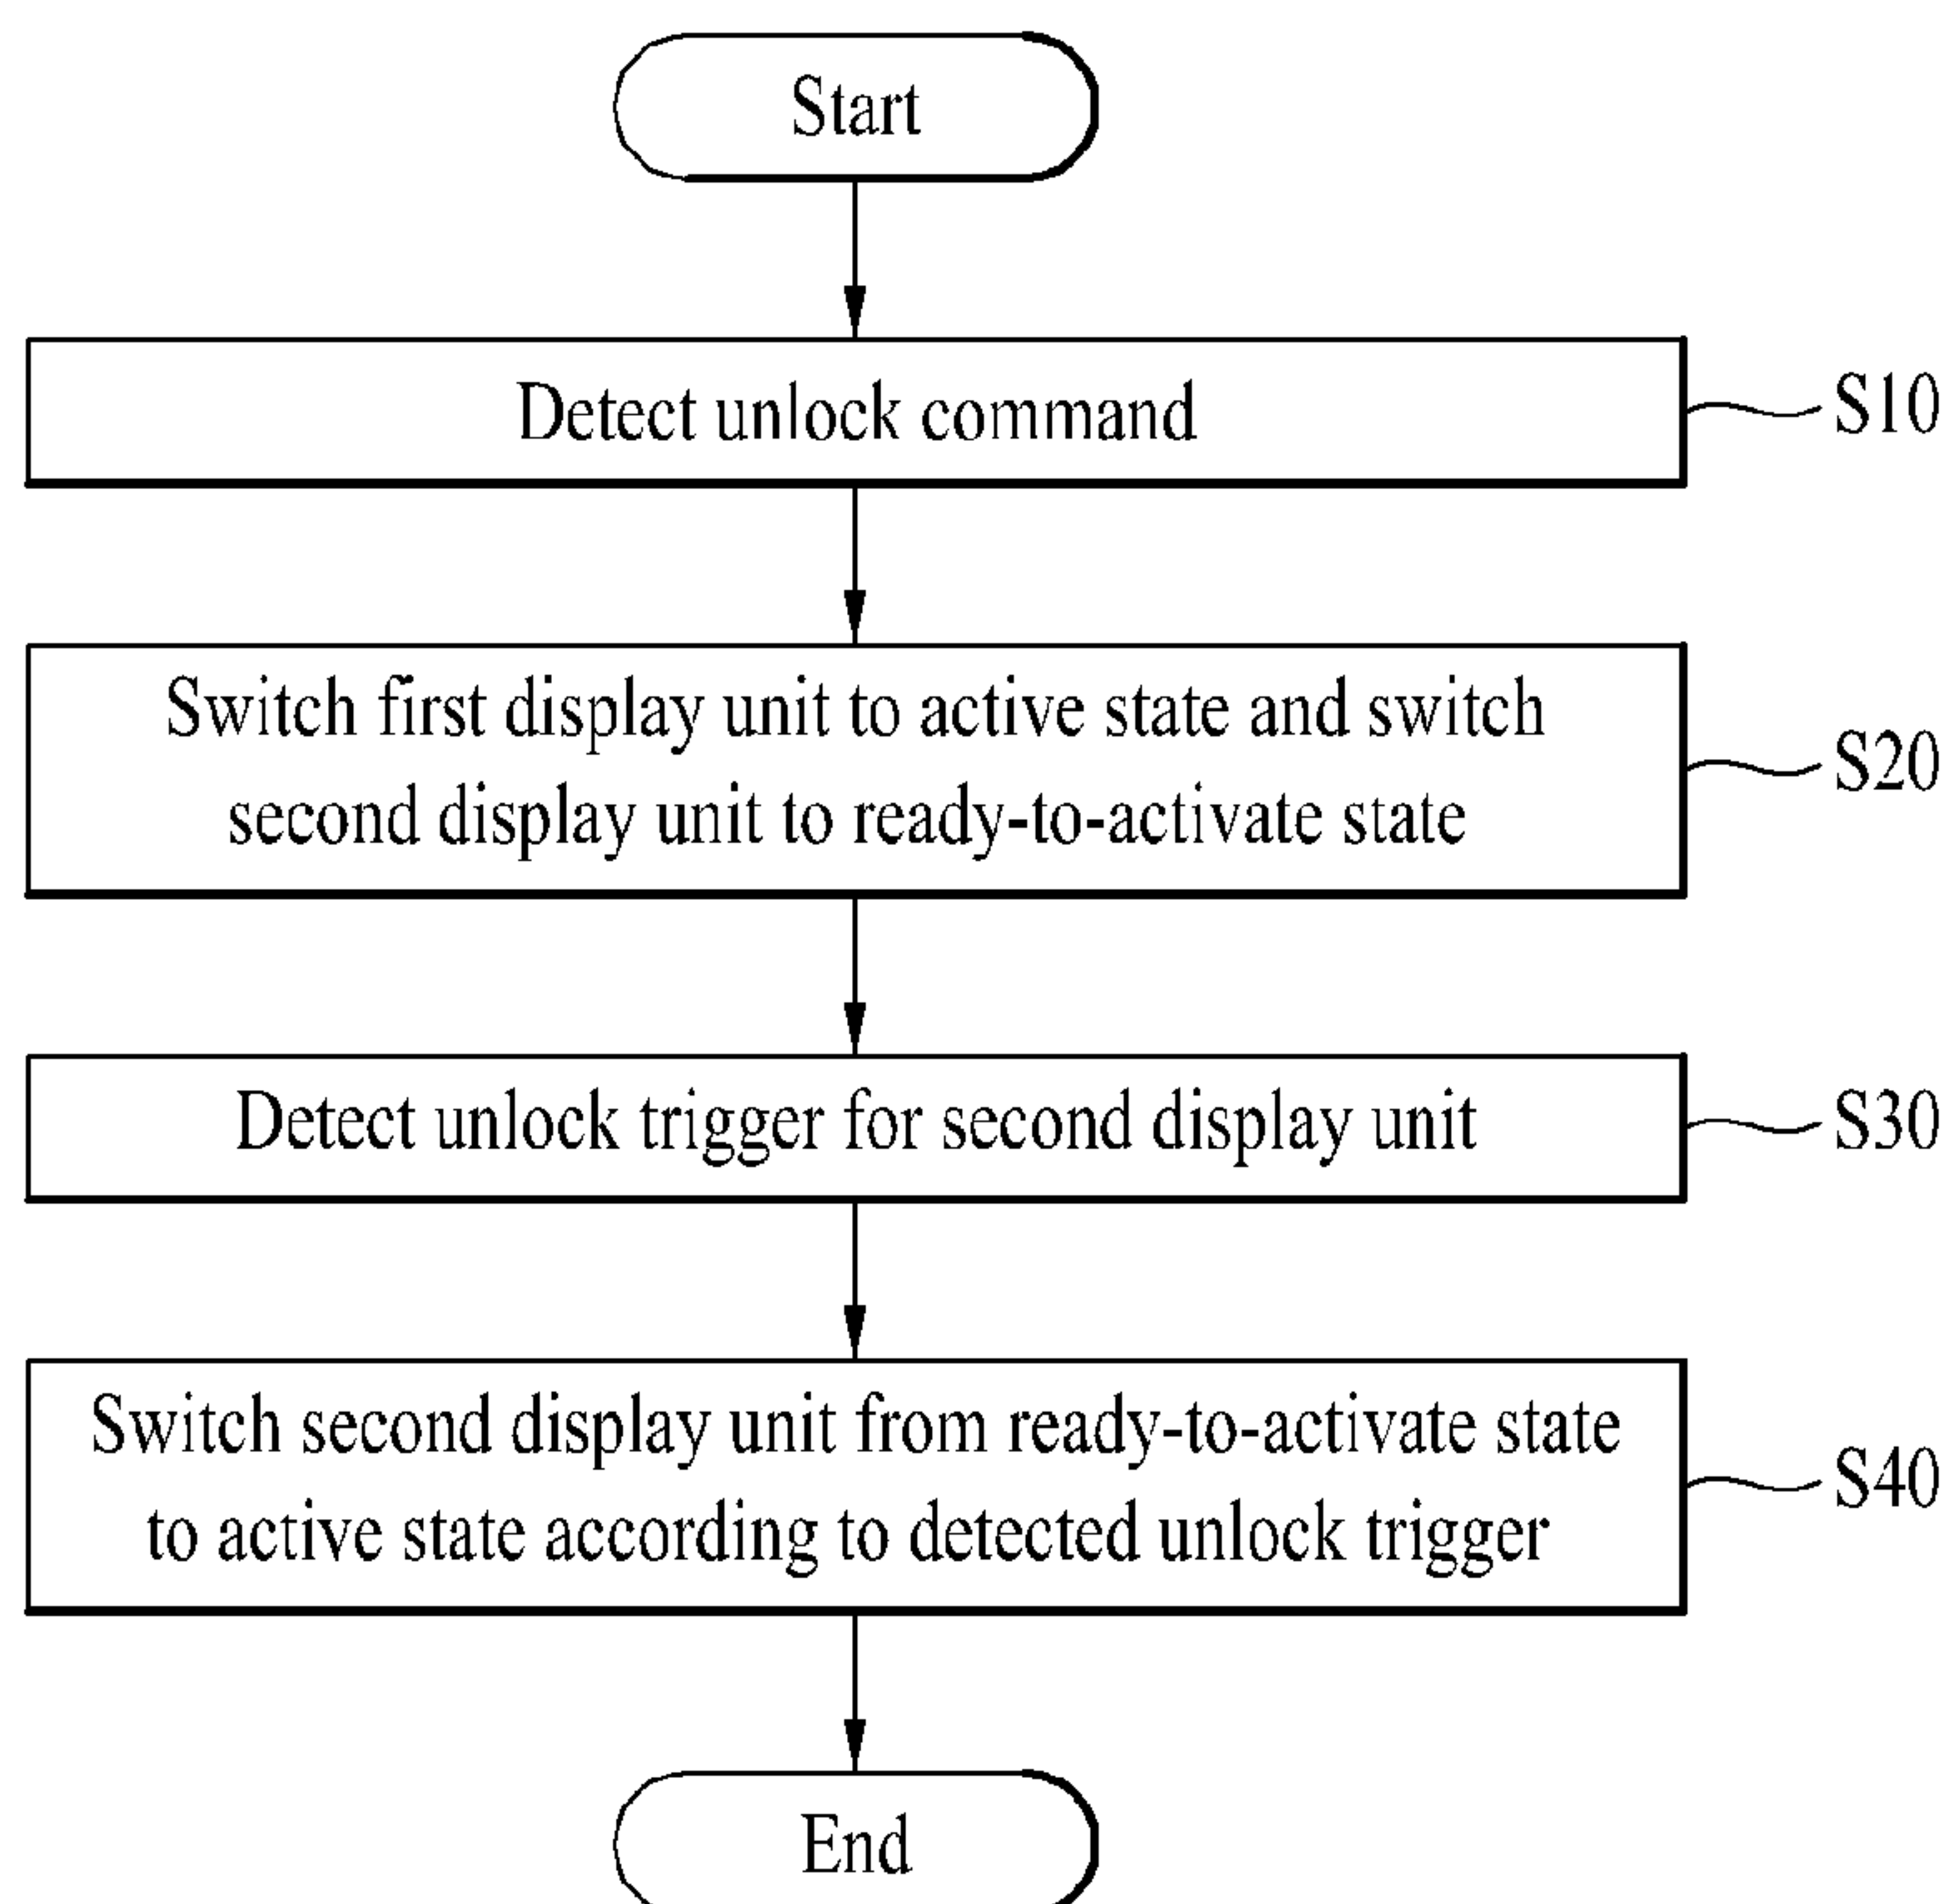 Start
Detect unlock command
S10
Switch first display unit to active state and switch
second display unit to ready-to-activate state
S20
Detect unlock trigger for second display unit
S30
Switch second display unit from ready-to-activate state
to active state according to detected unlock trigger
S40
End